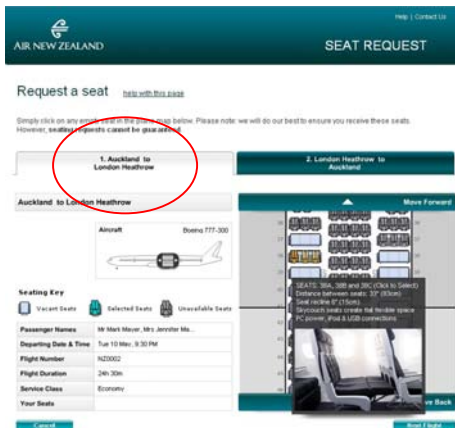 Help | Contact Us
AIR NEW ZEALAND
SEAT REQUEST
Request a seat help with this page
Simply click on any empty seat in the plane map below. Please note: we will do our best to ensure you receive these seats.
However, seating requests cannot be guaranteed.
1. Auckland to
London Heathrow
2. London Heathrow to
Auckland
Auckland to London Heathrow
Move Forward
Aircraft
Boeing 777-300
Seating Key
Vacant Seats
Selected Seats
Unavailable Seats
Passenger Names
Mr Mark Mayer, Mrs Jennifer Ma...
Departing Date & Time
Tue 10 May, 9:30 PM
Flight Number
NZ0002
Flight Duration
24h 30m
Service Class
Economy
Your Seats
SEATS: 38A, 38B and 38C (Click to Select)
Distance between seats: 33" (83cm)
Seat recline 6" (15cm)
Skycouch seats create flat flexible space
PC power, iPod & USB connections
ve Back
Cancel
Next Flight